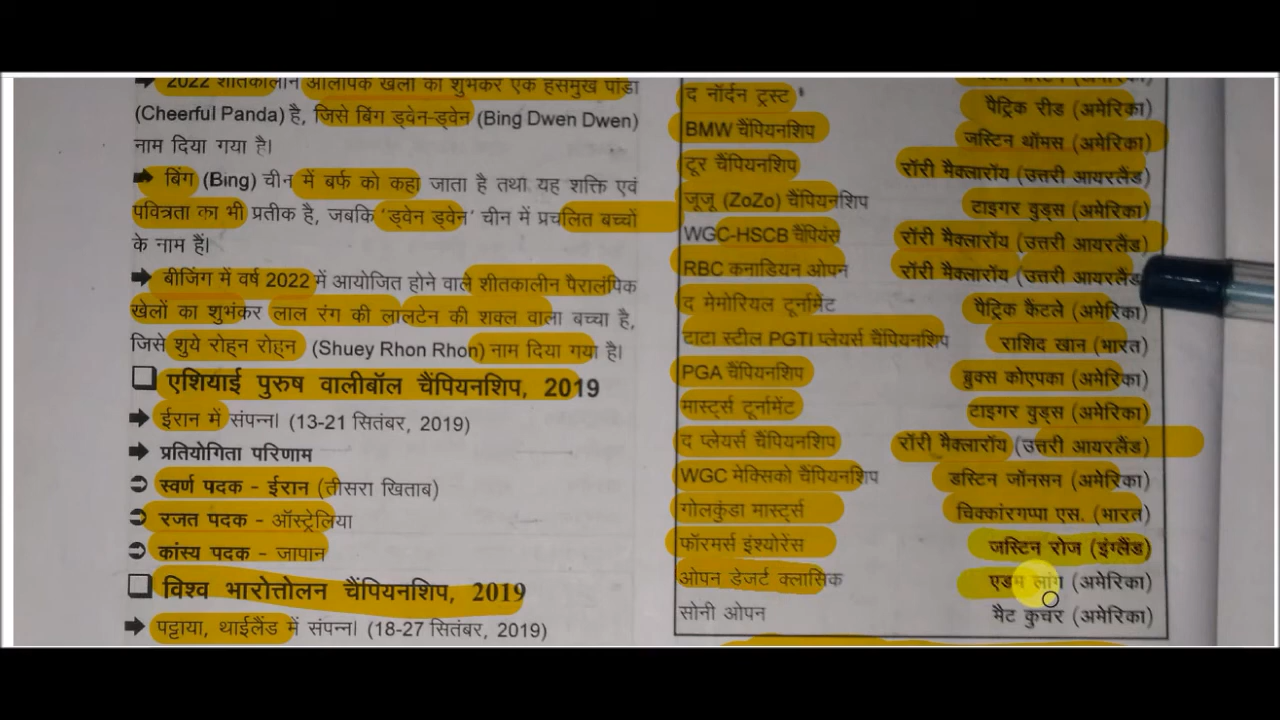 ➡ 2022 शीतकालीन ओलंपिक खेलों का शुभंकर एक हंसमुख पांडा
(Cheerful Panda) है, जिसे बिंग ड्वेन-ड्वेन (Bing Dwen Dwen)
नाम दिया गया है।
➡ बिंग (Bing) चीन में बर्फ को कहा जाता है तथा यह शक्ति एवं
पवित्रता का भी प्रतीक है, जबकि 'ड्वेन ड्वेन' चीन में प्रचलित बच्चों
के नाम हैं।
➡ बीजिंग में वर्ष 2022 में आयोजित होने वाले शीतकालीन पैरालंपिक
खेलों का शुभंकर लाल रंग की लालटेन की शक्ल वाला बच्चा है,
जिसे शुये रोह्न रोह्न (Shuey Rhon Rhon) नाम दिया गया है।
❑ एशियाई पुरुष वालीबॉल चैंपियनशिप, 2019
➡ ईरान में संपन्न। (13-21 सितंबर, 2019)
➡ प्रतियोगिता परिणाम
➲ स्वर्ण पदक - ईरान (तीसरा खिताब)
➲ रजत पदक - ऑस्ट्रेलिया
➲ कांस्य पदक - जापान
❑ विश्व भारोत्तोलन चैंपियनशिप, 2019
➡ पट्टाया, थाईलैंड में संपन्न। (18-27 सितंबर, 2019)
द नॉर्दन ट्रस्ट पैट्रिक रीड (अमेरिका)
BMW चैंपियनशिप जस्टिन थॉमस (अमेरिका)
टूर चैंपियनशिप रॉरी मैक्लारॉय (उत्तरी आयरलैंड)
जूजू (ZoZo) चैंपियनशिप टाइगर वुड्स (अमेरिका)
WGC-HSCB चैंपियंस रॉरी मैक्लारॉय (उत्तरी आयरलैंड)
RBC कनाडियन ओपन रॉरी मैक्लारॉय (उत्तरी आयरलैंड
द मेमोरियल टूर्नामेंट पैट्रिक कैंटले (अमेरिका)
टाटा स्टील PGTI प्लेयर्स चैंपियनशिप राशिद खान (भारत)
PGA चैंपियनशिप ब्रुक्स कोएपका (अमेरिका)
मास्टर्स टूर्नामेंट टाइगर वुड्स (अमेरिका)
द प्लेयर्स चैंपियनशिप रॉरी मैक्लारॉय (उत्तरी आयरलैंड)
WGC मेक्सिको चैंपियनशिप डस्टिन जॉनसन (अमेरिका)
गोलकुंडा मास्टर्स चिक्कारंगप्पा एस. (भारत)
फॉरमर्स इंश्योरेंस जस्टिन रोज (इंग्लैंड)
ओपन डेजर्ट क्लासिक एडम लांग (अमेरिका)
सोनी ओपन मैट कुचर (अमेरिका)